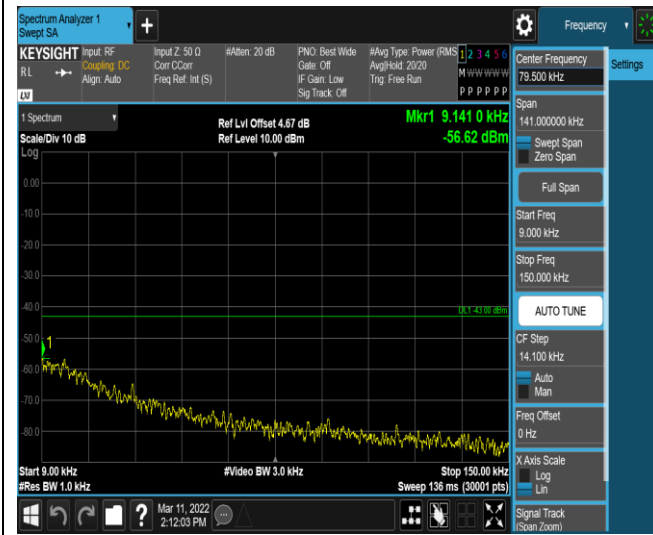 Spectrum Analyzer 1
Swept SA
+
Frequency
KEYSIGHT
RL
LXI
Input: RF
Coupling: DC
Align: Auto
Input Z: 50 Ω
Corr CCorr
Freq Ref: Int (S)
#Atten: 20 dB
PNO: Best Wide
Gate: Off
IF Gain: Low
Sig Track: Off
#Avg Type: Power (RMS
Avg|Hold: 20/20
Trig: Free Run
1 2 3 4 5 6
M W W W W W
P P P P P P
1 Spectrum
Scale/Div 10 dB
Log
Ref Lvl Offset 4.67 dB
Ref Level 10.00 dBm
Mkr1 9.141 0 kHz
-56.62 dBm
0.00
-10.0
-20.0
-30.0
-40.0
DL1 -43.00 dBm
-50.0
1
-60.0
-70.0
-80.0
Start 9.00 kHz
#Res BW 1.0 kHz
#Video BW 3.0 kHz
Stop 150.00 kHz
Sweep 136 ms (30001 pts)
Center Frequency
79.500 kHz
Settings
Span
141.000000 kHz
Swept Span
Zero Span
Full Span
Start Freq
9.000 kHz
Stop Freq
150.000 kHz
AUTO TUNE
CF Step
14.100 kHz
Auto
Man
Freq Offset
0 Hz
X Axis Scale
Log
Lin
Signal Track
(Span Zoom)
?
Mar 11, 2022
2:12:03 PM